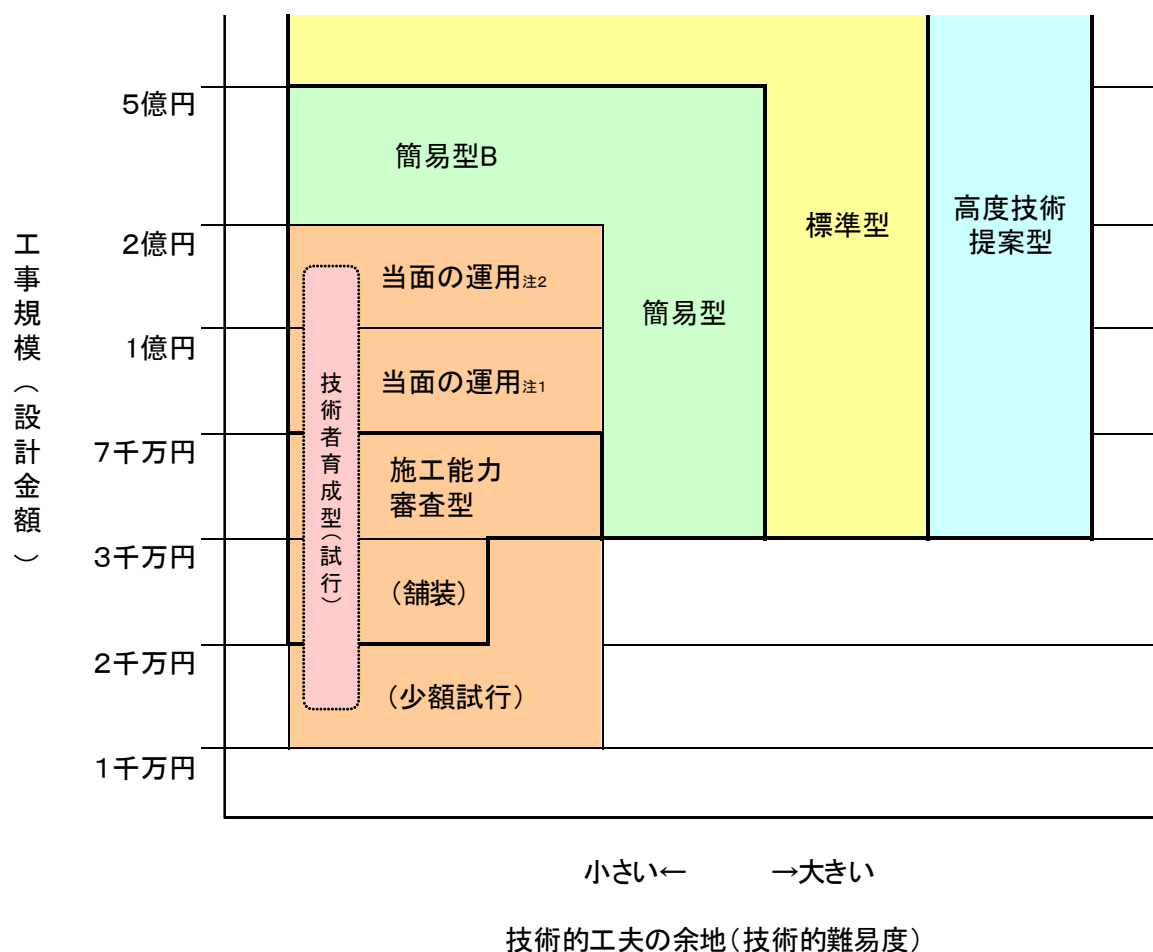 5億円
簡易型B
高度技術
提案型
標準型
2億円
工事規模(設計金額)
当面の運用注2
簡易型
1億円
当面の運用注1
技術者育成型(試行)
7千万円
施工能力
審査型
3千万円
(舗装)
2千万円
(少額試行)
1千万円
小さい← →大きい
技術的工夫の余地(技術的難易度)